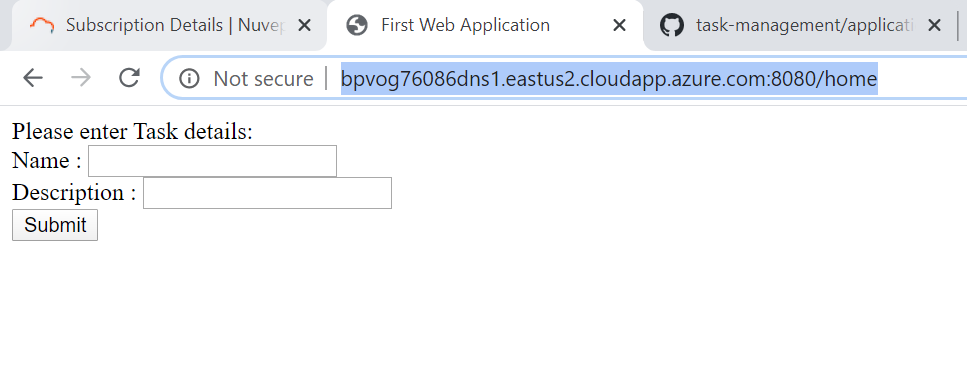 Subscription Details | Nuvep
First Web Application
task-management/applicati
Not secure | bpvog76086dns1.eastus2.cloudapp.azure.com:8080/home
Please enter Task details:
Name :
Description :
Submit